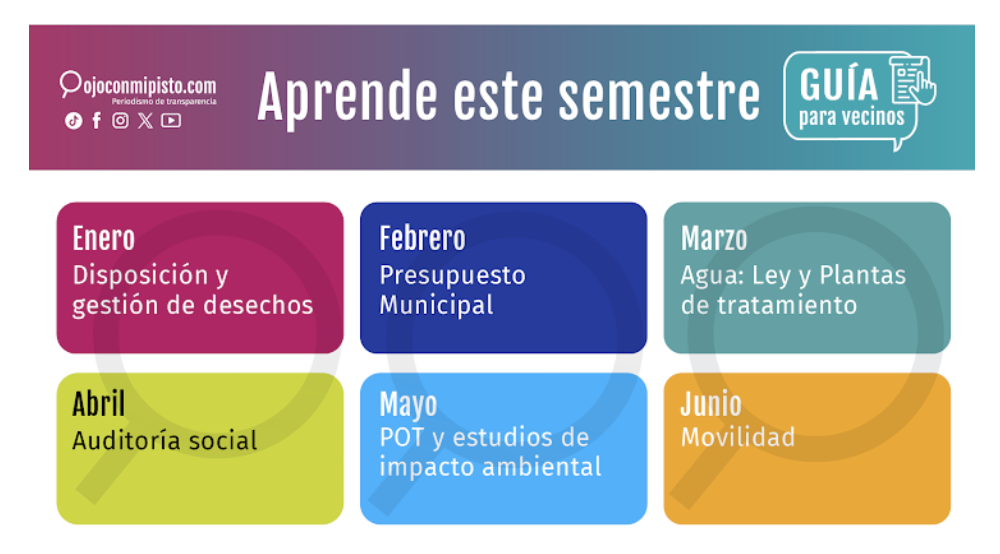 ojoconmipisto.com
Periodismo de transparencia
Aprende este semestre
GUÍA
para vecinos
Enero
Disposición y
gestión de desechos
Febrero
Presupuesto
Municipal
Marzo
Agua: Ley y Plantas
de tratamiento
Abril
Auditoría social
Mayo
POT y estudios de
impacto ambiental
Junio
Movilidad